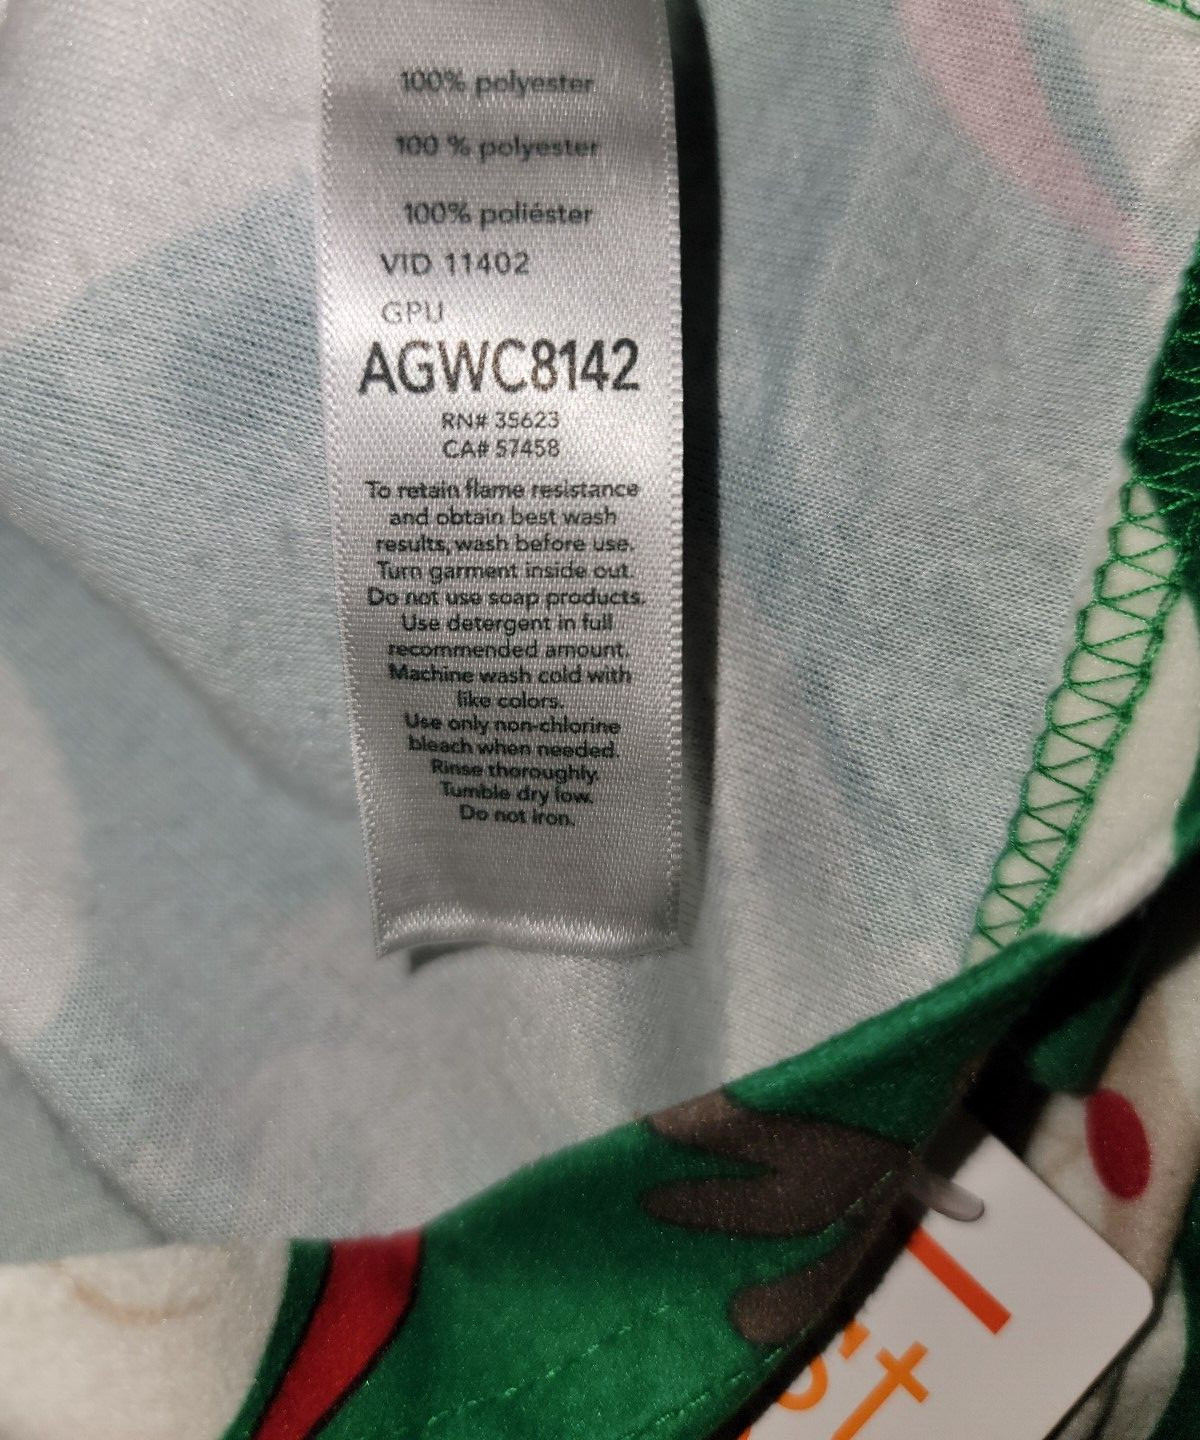 100% polyester
100 % polyester
100% poliéster
VID 11402
GPU
AGWC8142
RN# 35623
CA# 57458
To retain flame resistance
and obtain best wash
results, wash before use.
Turn garment inside out.
Do not use soap products.
Use detergent in full
recommended amount.
Machine wash cold with
like colors.
Use only non-chlorine
bleach when needed.
Rinse thoroughly.
Tumble dry low.
Do not iron.